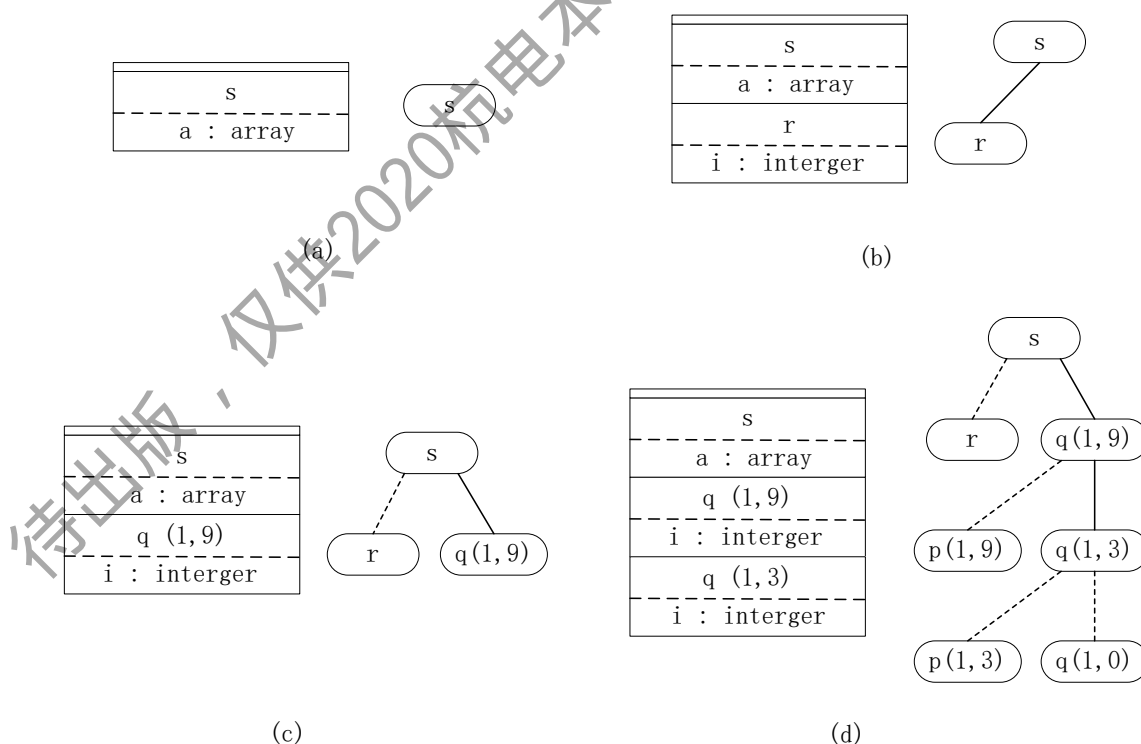 s
a : array
s
(a)
s
a : array
r
i : interger
s
r
(b)
s
a : array
q (1,9)
i : interger
s
r
q(1,9)
(c)
s
a : array
q (1,9)
i : interger
q (1,3)
i : interger
s
r
q(1,9)
p(1,9)
q(1,3)
p(1,3)
q(1,0)
(d)
待出版，仅供2020杭电本